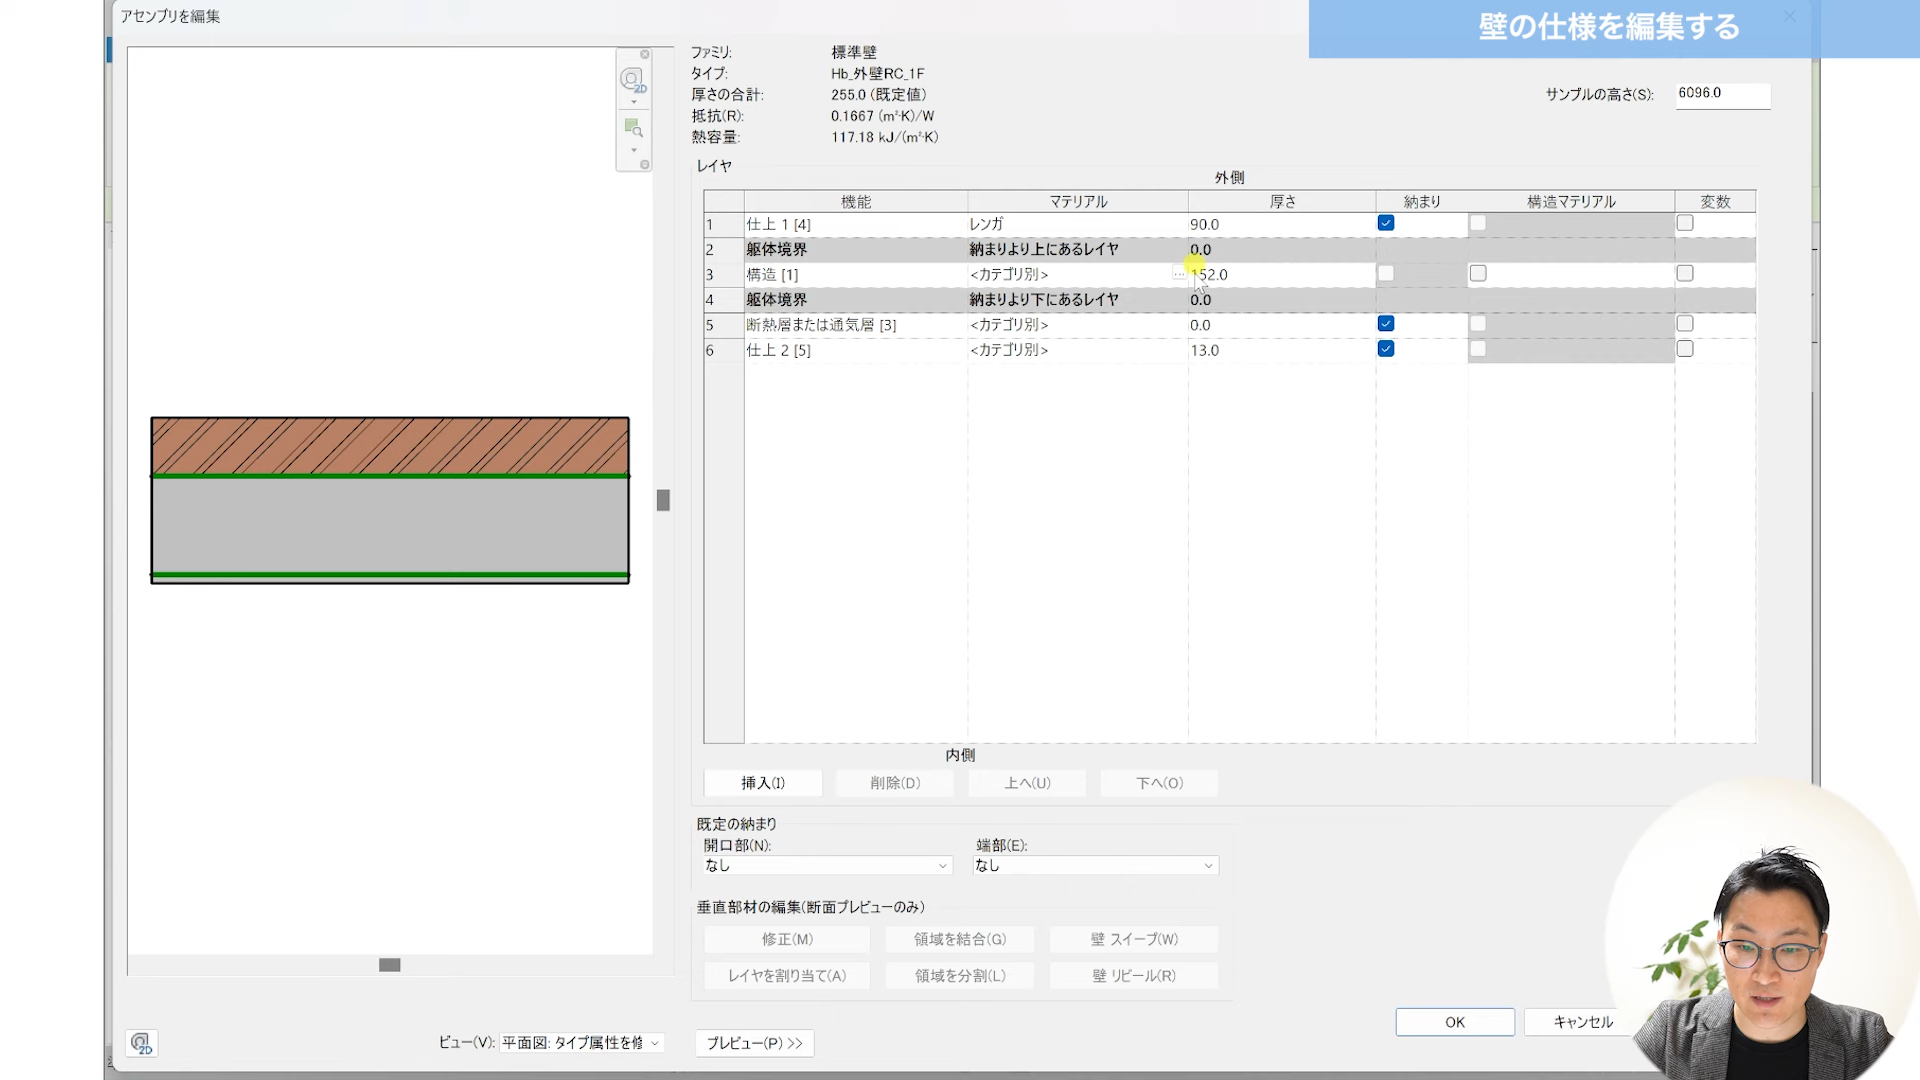 アセンブリを編集
壁の仕様を編集する
ファミリ: 標準壁
タイプ: Hb_外壁RC_1F
厚さの合計: 255.0 (既定値)
サンプルの高さ(S): 6096.0
抵抗(R): 0.1667 (m²·K)/W
熱容量: 117.18 kJ/(m²·K)
レイヤ
外側
機能 マテリアル 厚さ 納まり 構造マテリアル 変数
1 仕上 1 [4] レンガ 90.0
2 躯体境界 納まりより上にあるレイヤ 0.0
3 構造 [1] <カテゴリ別> ... 152.0
4 躯体境界 納まりより下にあるレイヤ 0.0
5 断熱層または通気層 [3] <カテゴリ別> 0.0
6 仕上 2 [5] <カテゴリ別> 13.0
内側
挿入(I) 削除(D) 上へ(U) 下へ(O)
既定の納まり
開口部(N): 端部(E):
なし なし
垂直部材の編集(断面プレビューのみ)
修正(M) 領域を結合(G) 壁 スイープ(W)
レイヤを割り当て(A) 領域を分割(L) 壁 リビール(R)
OK キャンセル
2D ビュー(V): 平面図: タイプ属性を修 プレビュー(P) >>
2D